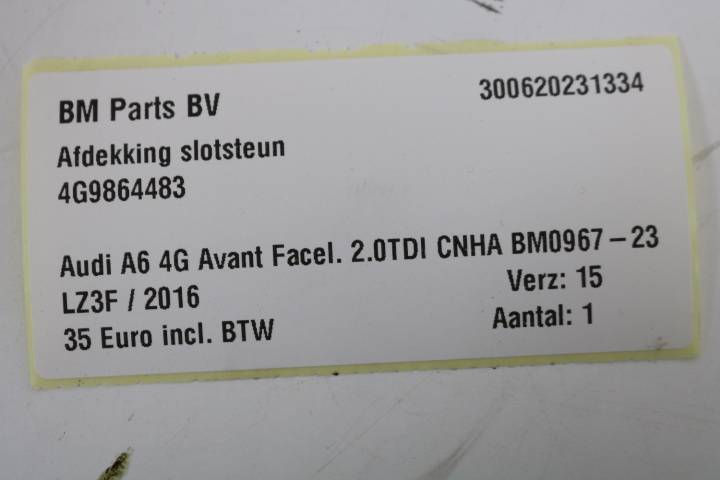 BM Parts BV 300620231334
Afdekking slotsteun
4G9864483
Audi A6 4G Avant Facel. 2.0TDI CNHA BM0967-23
LZ3F / 2016 Verz: 15
35 Euro incl. BTW Aantal: 1